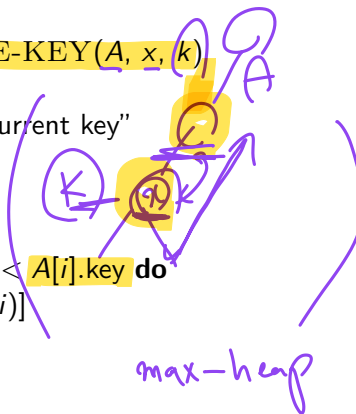 E-KEY(A, x, k)
A
urrent key”
K x k
< A[i].key do
i)]
max-heap